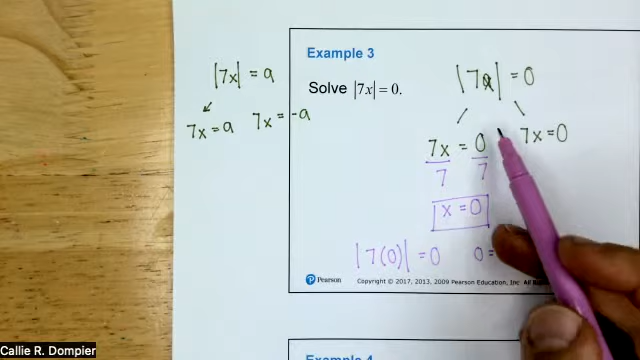 |7x| = a
7x = a 7x = -a
Example 3
Solve |7x| = 0.
|7x| = 0
7x = 0 7x = 0
7 7
x = 0
|7(0)| = 0 0 =
Pearson Copyright © 2017, 2013, 2009 Pearson Education, Inc. All
Example 4
Callie R. Dompier